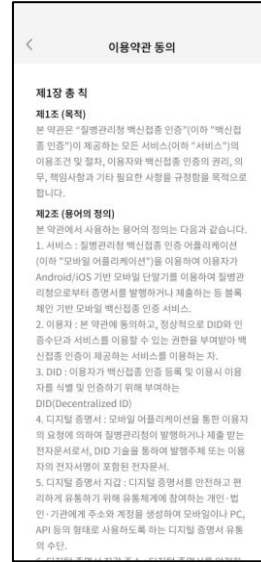 이용약관 동의
제1장 총 칙
제1조 (목적)
본 약관은 “질병관리청 백신접종 인증”(이하 “백신접
종 인증”)이 제공하는 모든 서비스(이하 “서비스”)의
이용조건 및 절차, 이용자와 백신접종 인증의 권리, 의
무, 책임사항과 기타 필요한 사항을 규정함을 목적으로
합니다.
제2조 (용어의 정의)
본 약관에서 사용하는 용어의 정의는 다음과 같습니다.
1. 서비스 : 질병관리청 백신접종 인증 어플리케이션
(이하 “모바일 어플리케이션”)을 이용하여 이용자가
Android/iOS 기반 모바일 단말기를 이용하여 질병관
리청으로부터 증명서를 발행하거나 제출하는 등 블록
체인 기반 모바일 백신접종 인증 서비스.
2. 이용자 : 본 약관에 동의하고, 정상적으로 DID와 인
증수단과 서비스를 이용할 수 있는 권한을 부여받아 백
신접종 인증이 제공하는 서비스를 이용하는 자.
3. DID : 이용자가 백신접종 인증 등록 및 이용시 이용
자를 식별 및 인증하기 위해 부여하는
DID(Decentralized ID)
4. 디지털 증명서 : 모바일 어플리케이션을 통한 이용자
의 요청에 의하여 질병관리청이 발행하거나 제출 받는
전자문서로서, DID 기술을 통하여 발행주체 또는 이용
자의 전자서명이 포함된 전자문서.
5. 디지털 증명서 지갑 : 디지털 증명서를 안전하고 편
리하게 유통하기 위해 유통체계에 참여하는 개인·법
인·기관에게 주소와 계정을 생성하여 모바일이나 PC,
API 등의 형태로 사용하도록 하는 디지털 증명서 유통
의 수단.